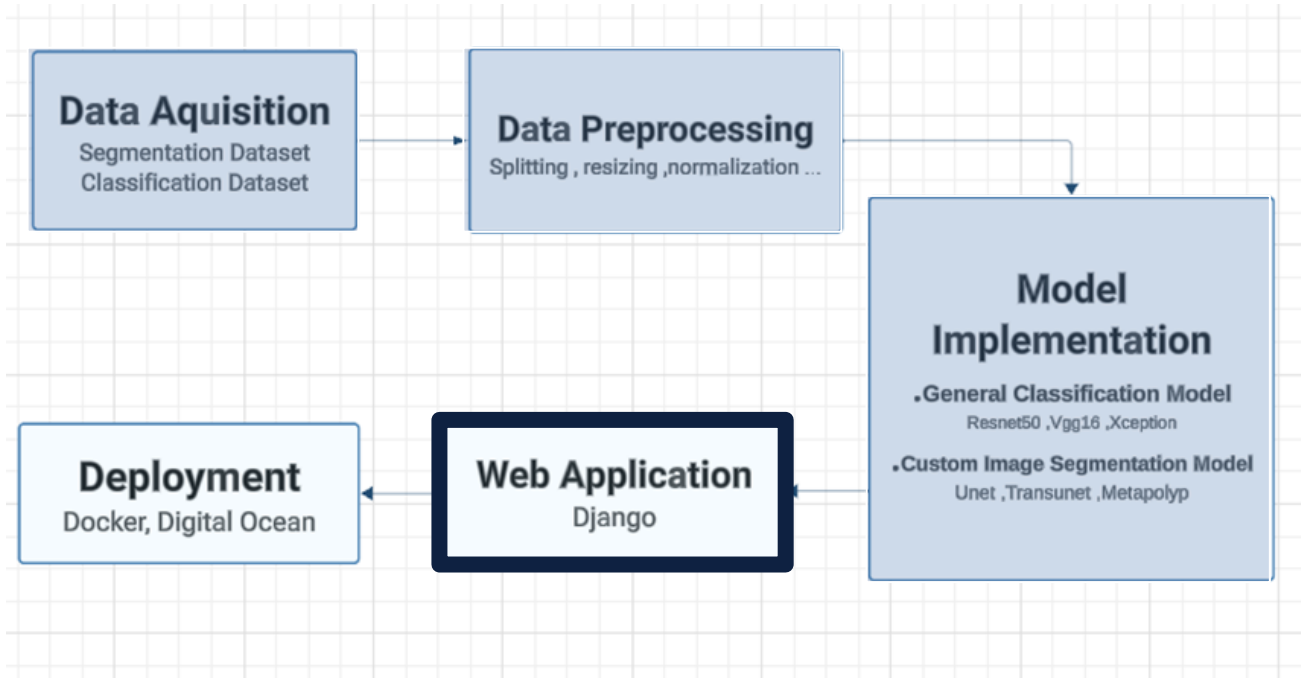 Data Aquisition
Segmentation Dataset
Classification Dataset
Data Preprocessing
Splitting , resizing ,normalization ...
Model
Implementation
.General Classification Model
Resnet50 ,Vgg16 ,Xception
.Custom Image Segmentation Model
Unet ,Transunet ,Metapolyp
Web Application
Django
Deployment
Docker, Digital Ocean